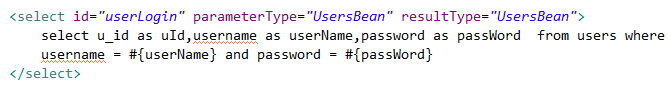 <select id="userLogin" parameterType="UsersBean" resultType="UsersBean">
select u_id as uId,username as userName,password as passWord  from users where
username = #{userName} and password = #{passWord}
</select>